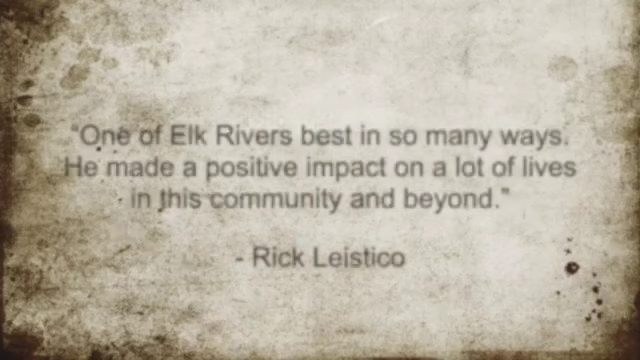 "One of Elk Rivers best in so many ways.
He made a positive impact on a lot of lives
in this community and beyond."
- Rick Leistico